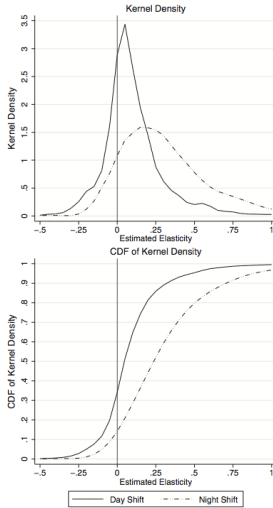 Kernel Density
Kernel Density
3.5
3
2.5
2
1.5
1
.5
0
-.5 -.25 0 .25 .5 .75 1
Estimated Elasticity
CDF of Kernel Density
CDF of Kernel Density
1
.9
.8
.7
.6
.5
.4
.3
.2
.1
0
-.5 -.25 0 .25 .5 .75 1
Estimated Elasticity
Day Shift Night Shift